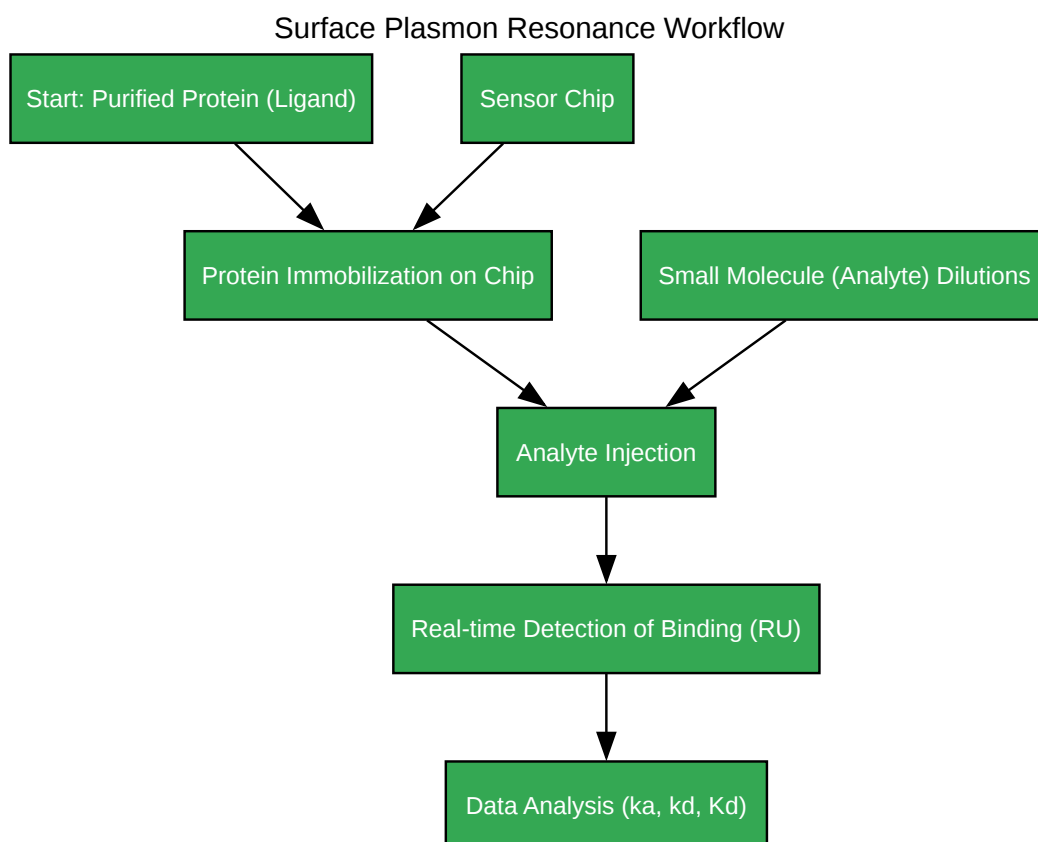 Surface Plasmon Resonance Workflow
Start: Purified Protein (Ligand)
Sensor Chip
Protein Immobilization on Chip
Small Molecule (Analyte) Dilutions
Analyte Injection
Real-time Detection of Binding (RU)
Data Analysis (ka, kd, Kd)